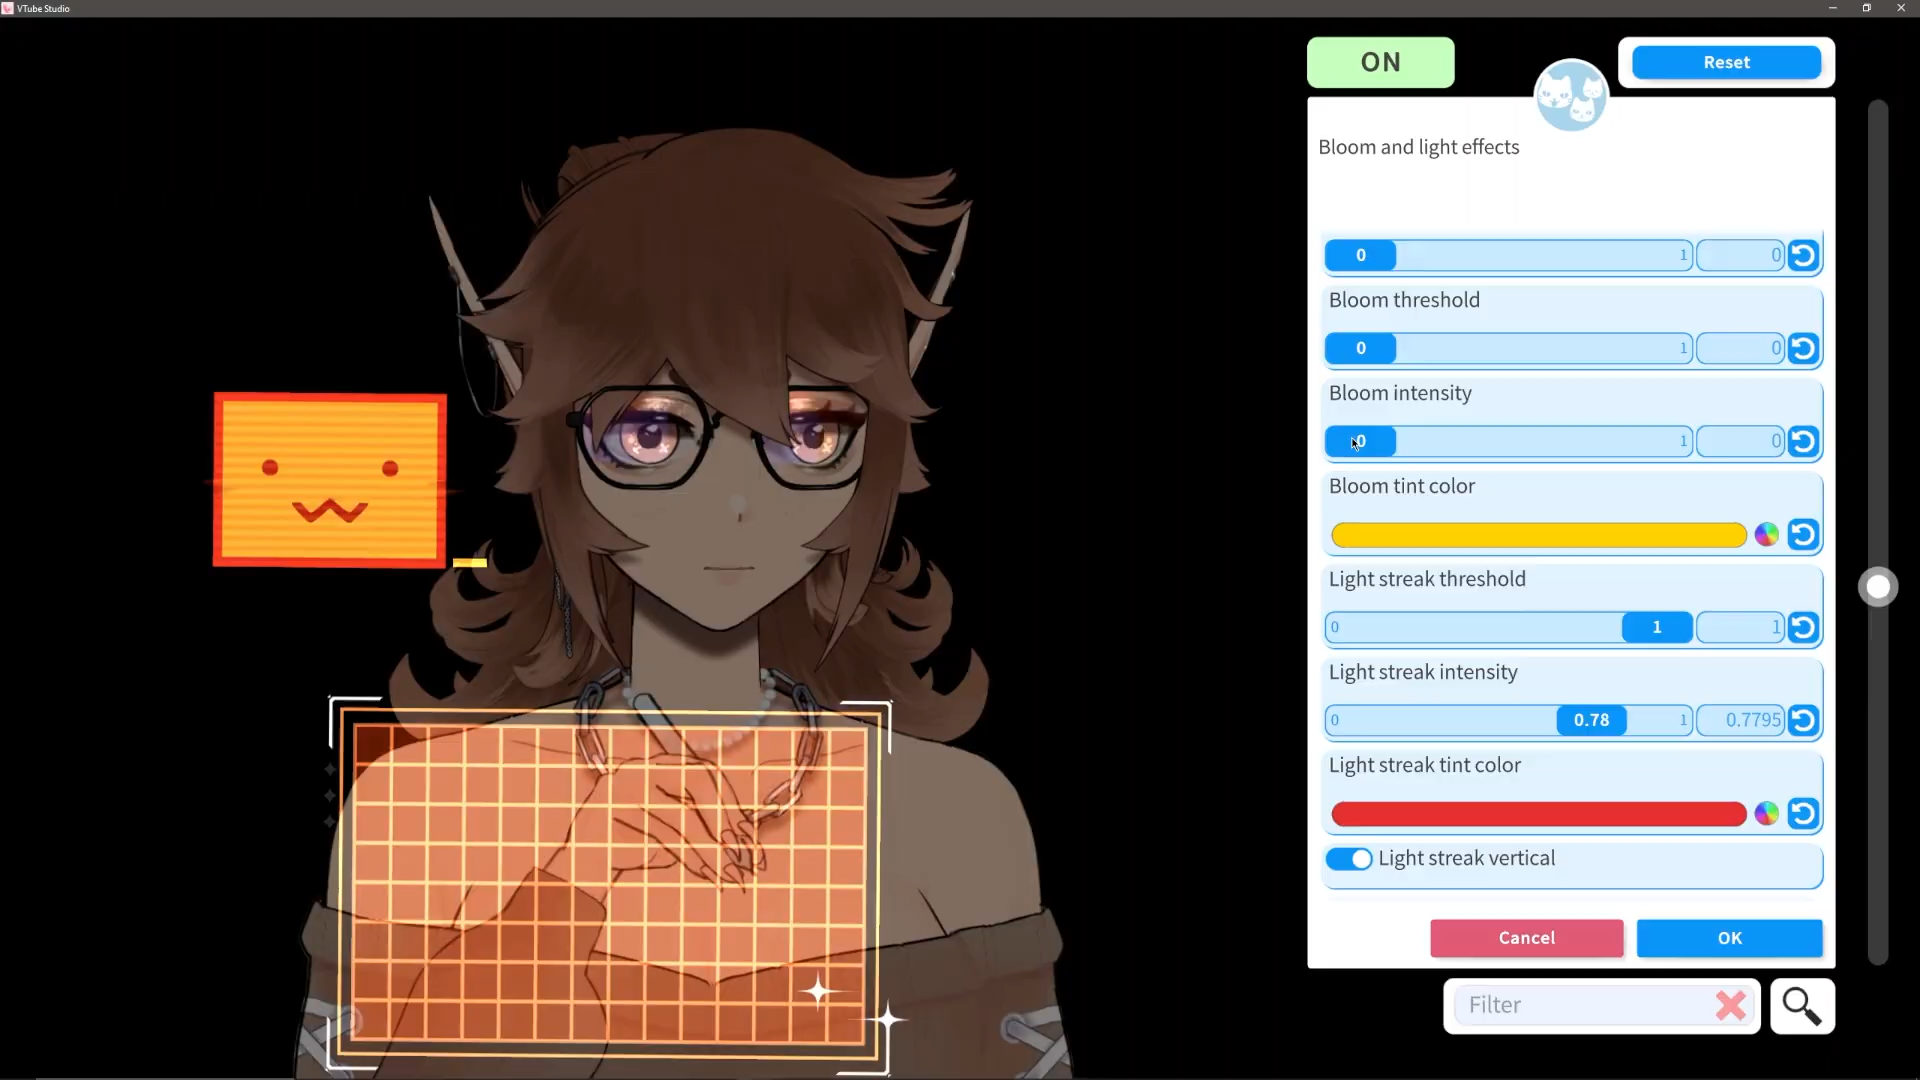 VTube Studio
ON
Reset
Bloom and light effects
0 1 0
Bloom threshold
0 1 0
Bloom intensity
0 1 0
Bloom tint color
Light streak threshold
0 1 1
Light streak intensity
0 0.78 1 0.7795
Light streak tint color
Light streak vertical
Cancel OK
Filter